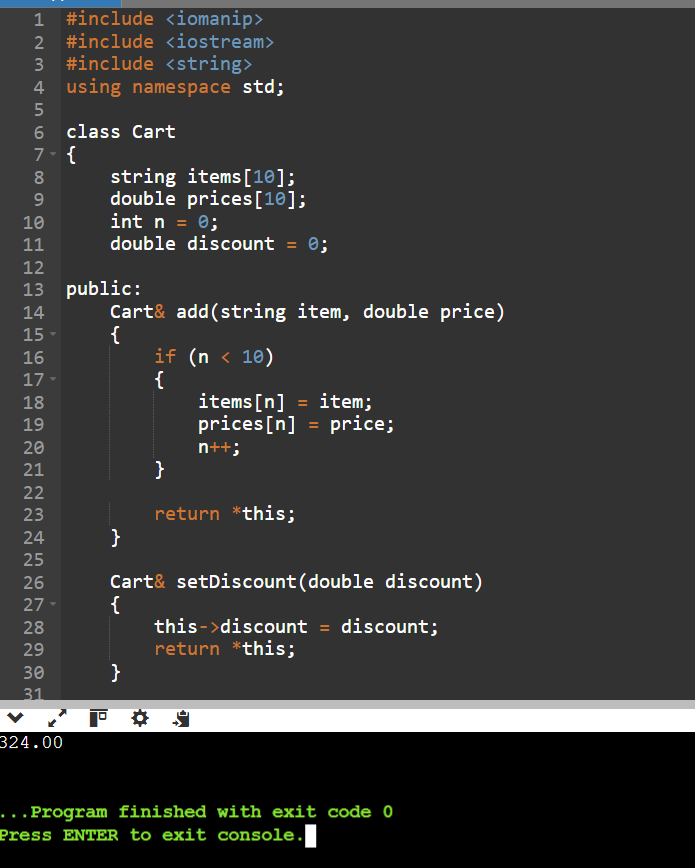 1 #include <iomanip>
2 #include <iostream>
3 #include <string>
4 using namespace std;
5
6 class Cart
7 {
8     string items[10];
9     double prices[10];
10     int n = 0;
11     double discount = 0;
12
13 public:
14     Cart& add(string item, double price)
15     {
16         if (n < 10)
17         {
18             items[n] = item;
19             prices[n] = price;
20             n++;
21         }
22
23         return *this;
24     }
25
26     Cart& setDiscount(double discount)
27     {
28         this->discount = discount;
29         return *this;
30     }
31
324.00
...Program finished with exit code 0
Press ENTER to exit console.